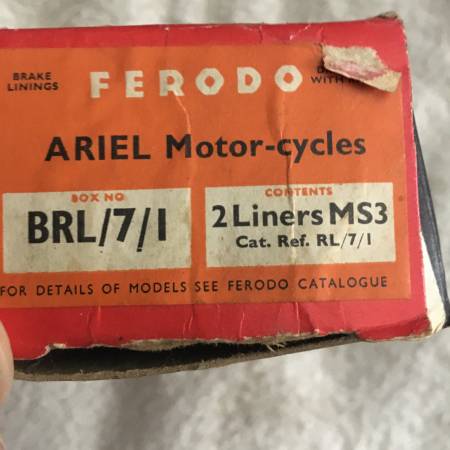 BRAKE
LININGS
FERODO
WITH
ARIEL Motor-cycles
BOX NO
BRL/7/1
CONTENTS
2 Liners MS3
Cat. Ref. RL/7/1
FOR DETAILS OF MODELS SEE FERODO CATALOGUE